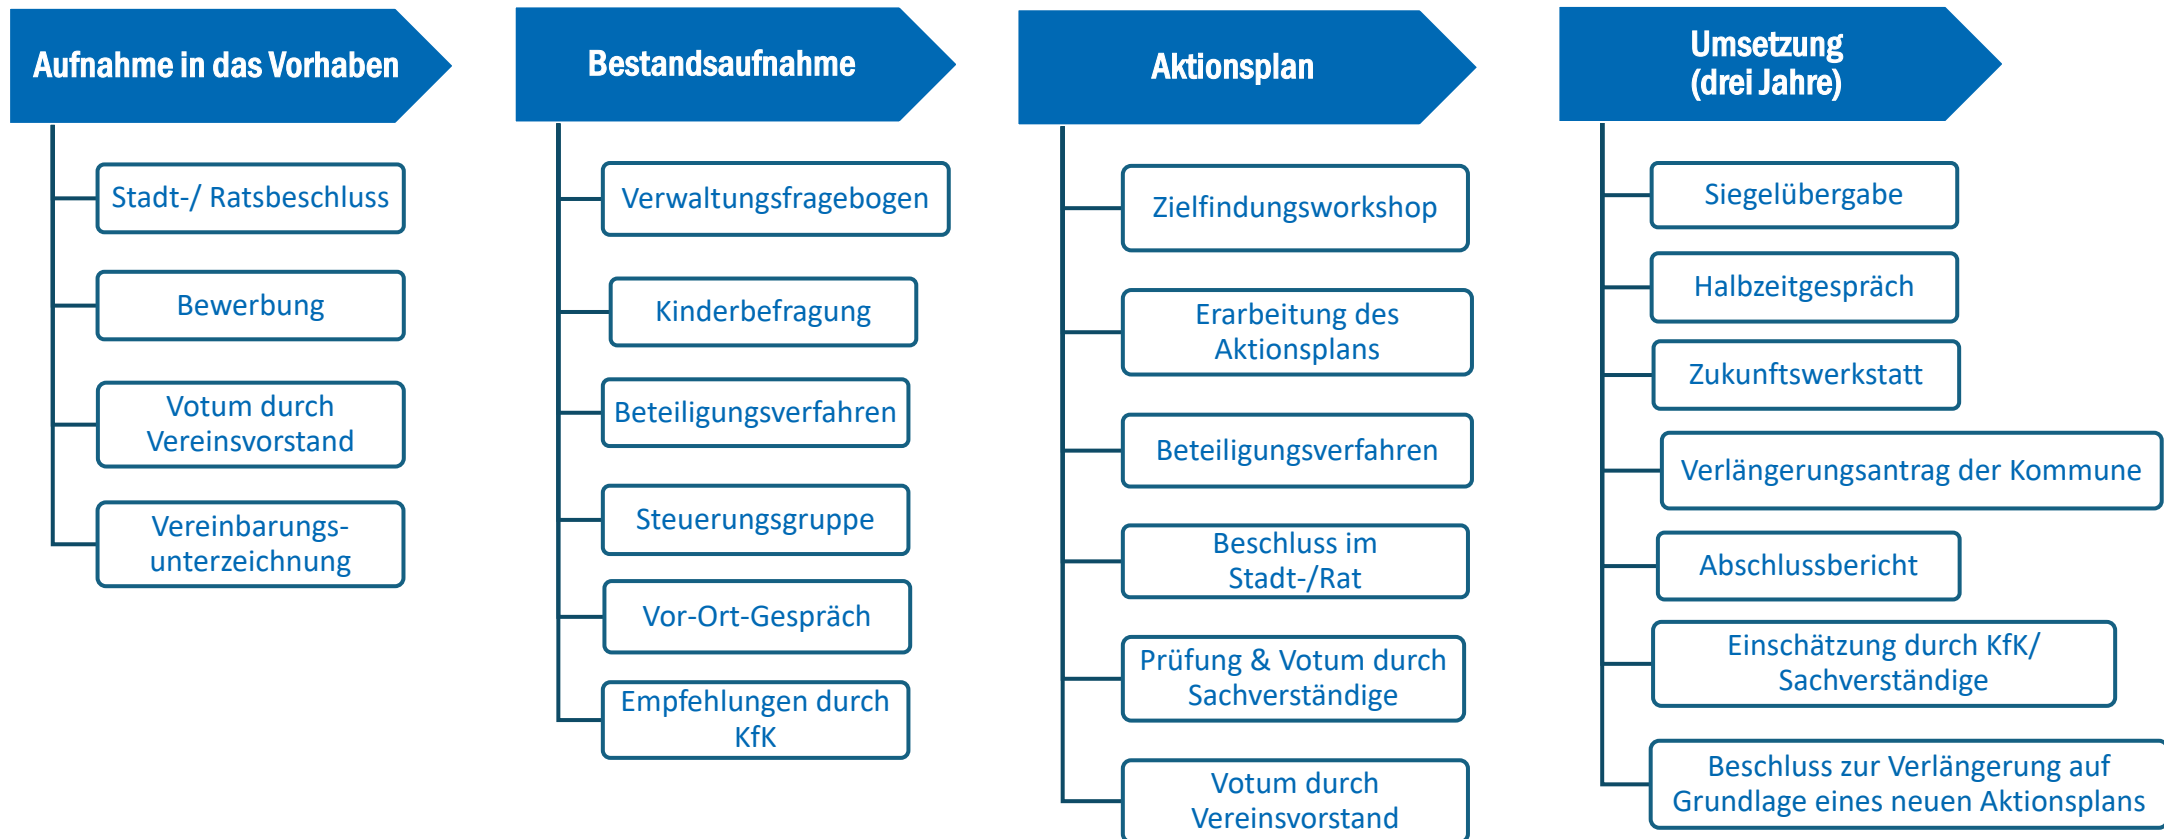 Aufnahme in das Vorhaben
Stadt-/ Ratsbeschluss
Bewerbung
Votum durch
Vereinsvorstand
Vereinbarungs-
unterzeichnung
Bestandsaufnahme
Verwaltungsfragebogen
Kinderbefragung
Beteiligungsverfahren
Steuerungsgruppe
Vor-Ort-Gespräch
Empfehlungen durch
KfK
Aktionsplan
Zielfindungsworkshop
Erarbeitung des
Aktionsplans
Beteiligungsverfahren
Beschluss im
Stadt-/Rat
Prüfung & Votum durch
Sachverständige
Votum durch
Vereinsvorstand
Umsetzung
(drei Jahre)
Siegelübergabe
Halbzeitgespräch
Zukunftswerkstatt
Verlängerungsantrag der Kommune
Abschlussbericht
Einschätzung durch KfK/
Sachverständige
Beschluss zur Verlängerung auf
Grundlage eines neuen Aktionsplans